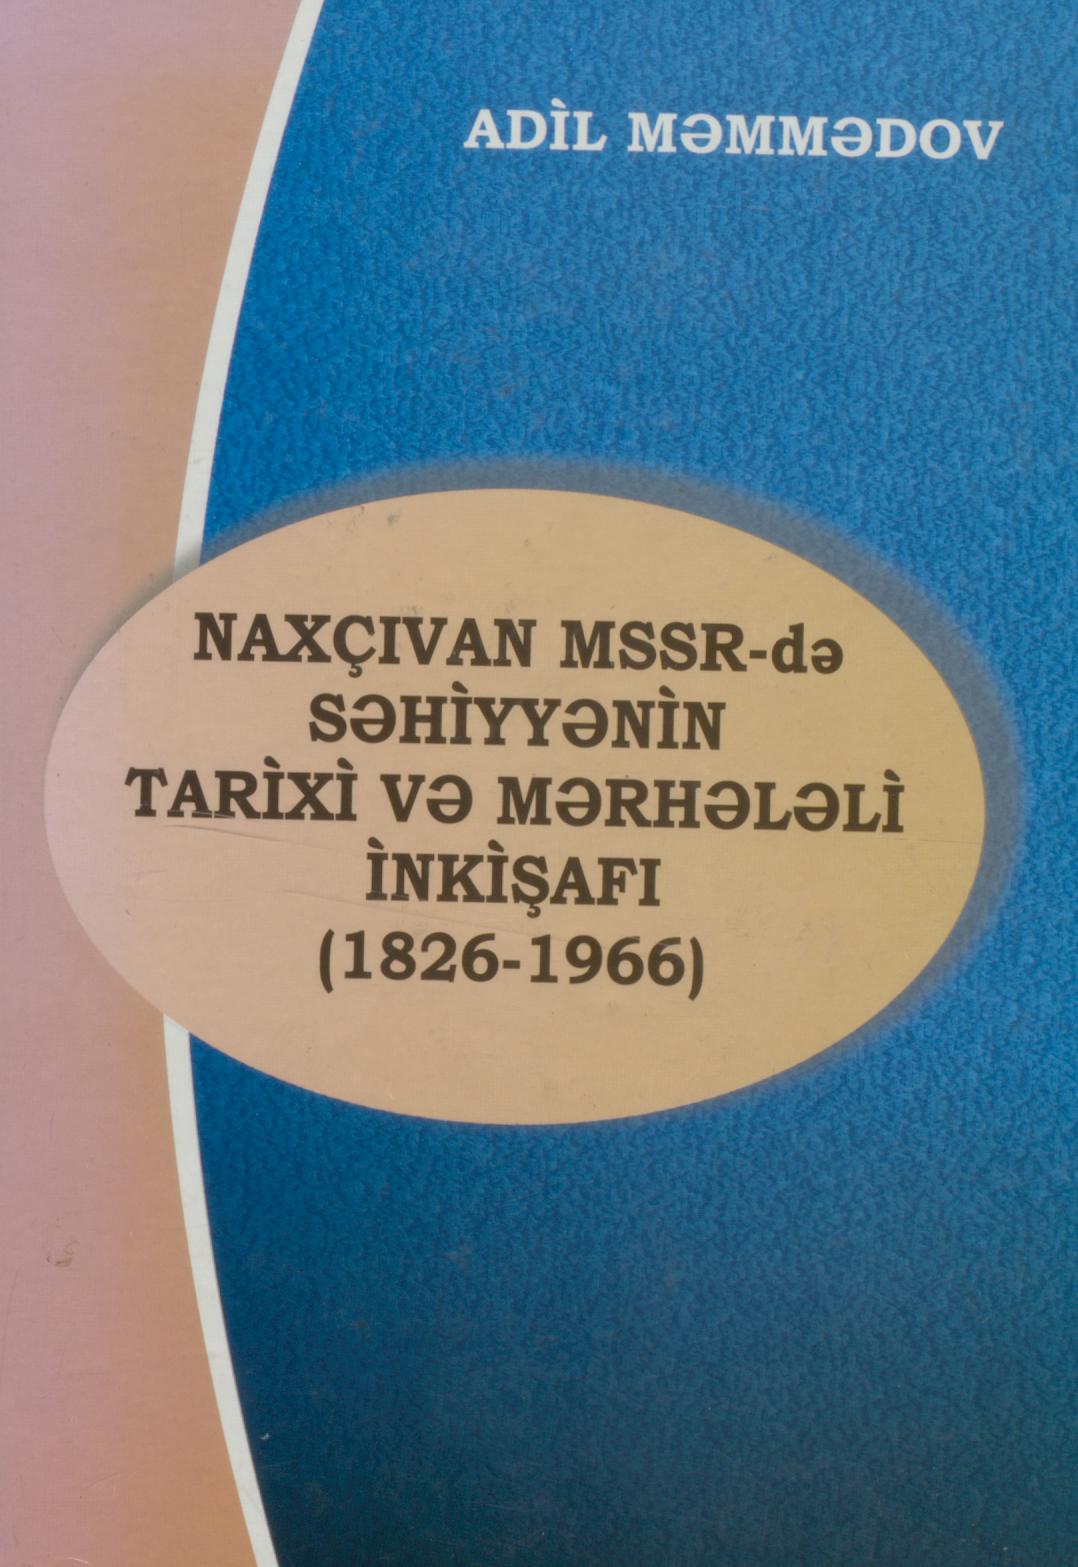 ADİL MƏMMƏDOV
NAXÇIVAN MSSR-də
SƏHİYYƏNİN
TARİXİ VƏ MƏRHƏLƏLİ
İNKİŞAFI
(1826-1966)